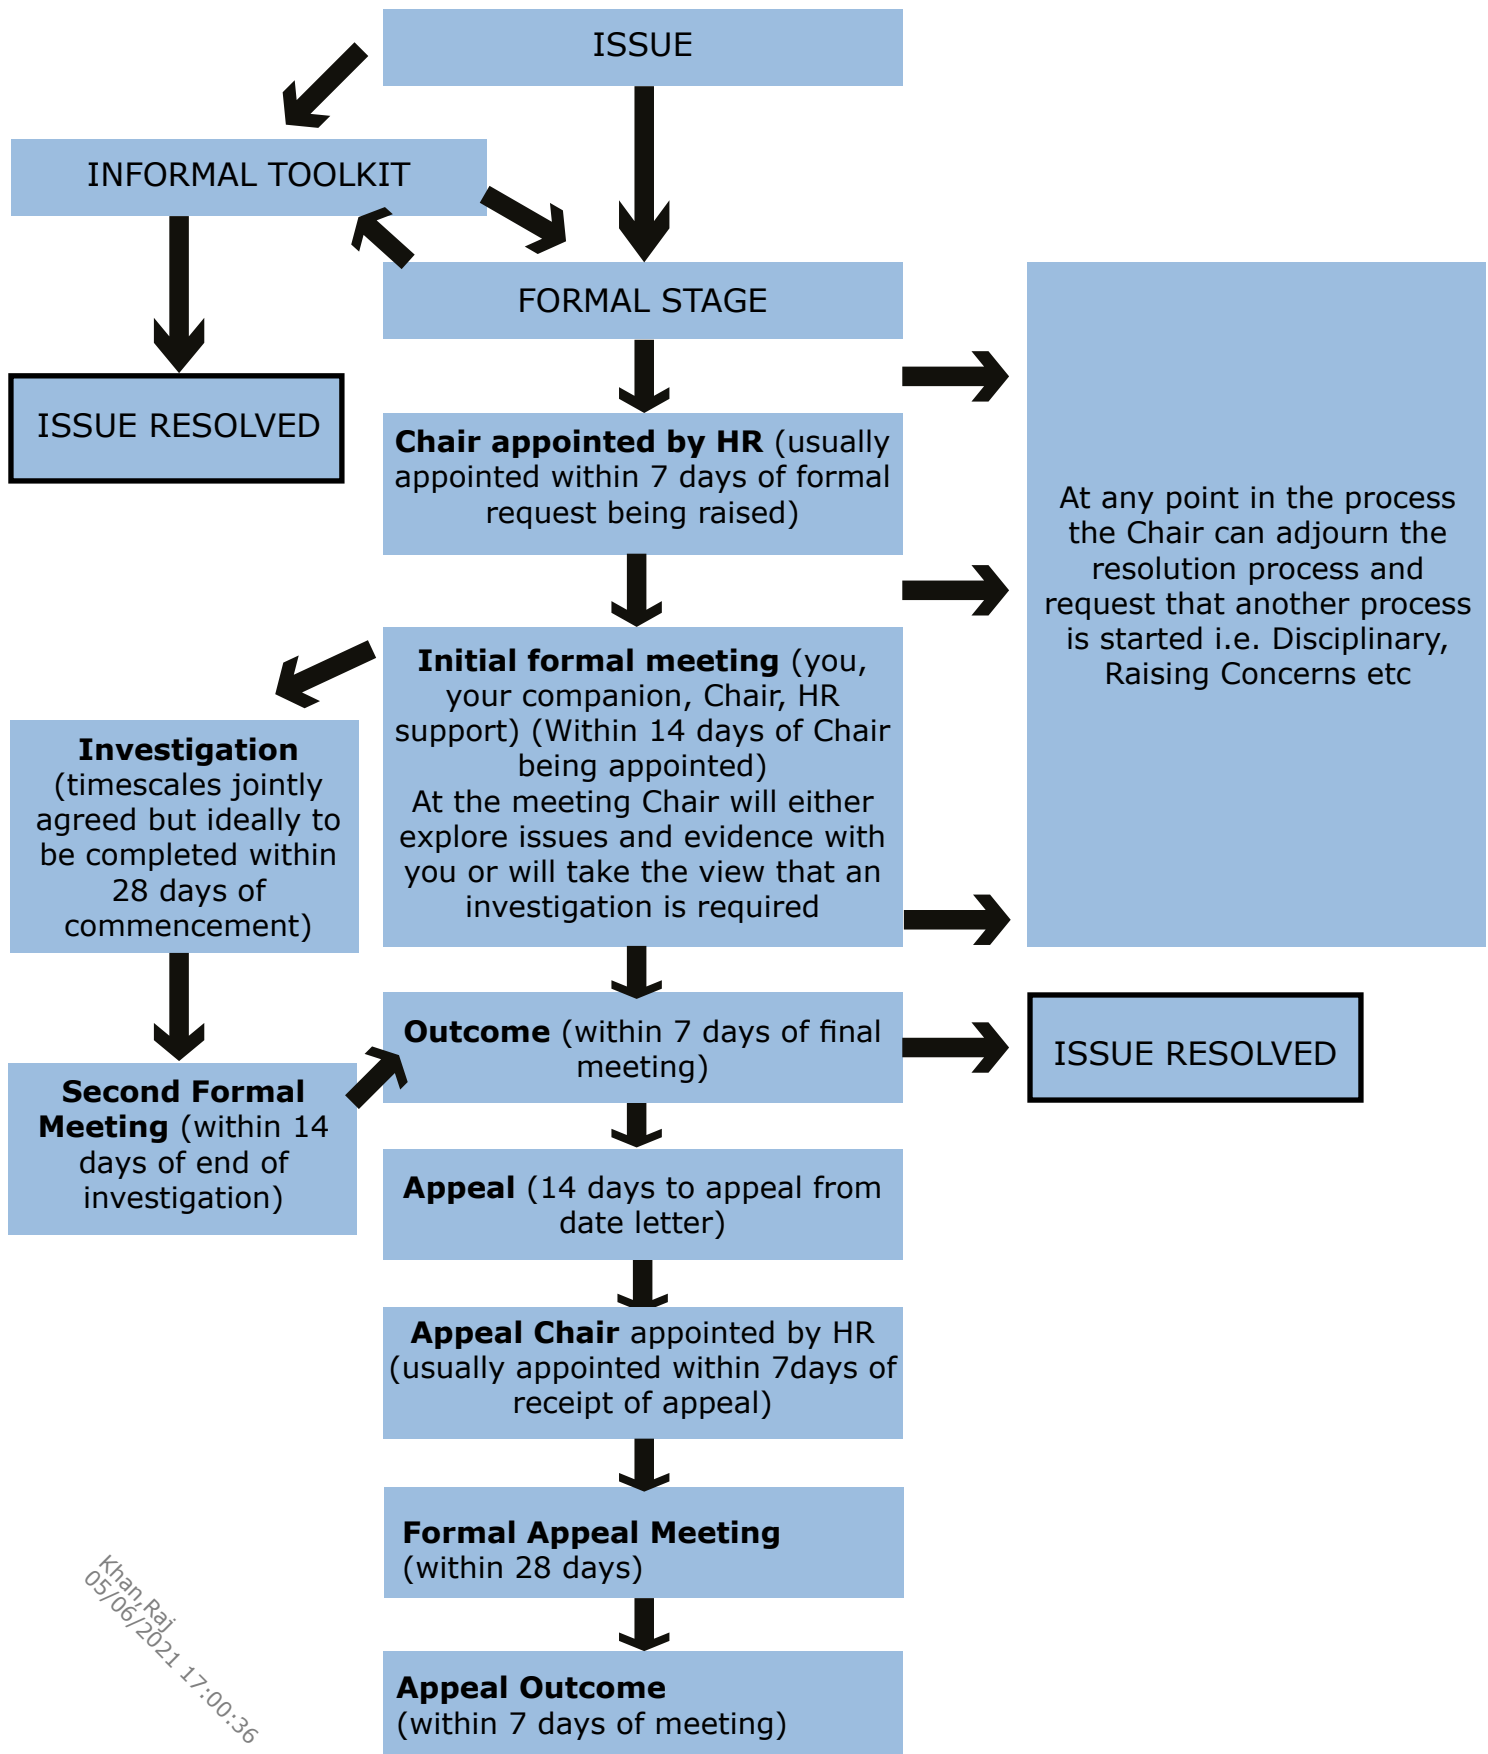 ISSUE
INFORMAL TOOLKIT
FORMAL STAGE
ISSUE RESOLVED
Chair appointed by HR (usually
appointed within 7 days of formal
request being raised)
At any point in the process
the Chair can adjourn the
resolution process and
request that another process
is started i.e. Disciplinary,
Raising Concerns etc
Initial formal meeting (you,
your companion, Chair, HR
support) (Within 14 days of Chair
being appointed)
At the meeting Chair will either
explore issues and evidence with
you or will take the view that an
investigation is required
Investigation
(timescales jointly
agreed but ideally to
be completed within
28 days of
commencement)
Second Formal
Meeting (within 14
days of end of
investigation)
Outcome (within 7 days of final
meeting)
ISSUE RESOLVED
Appeal (14 days to appeal from
date letter)
Appeal Chair appointed by HR
(usually appointed within 7days of
receipt of appeal)
Formal Appeal Meeting
(within 28 days)
Appeal Outcome
(within 7 days of meeting)
Khan,Raj
05/06/2021 17:00:36